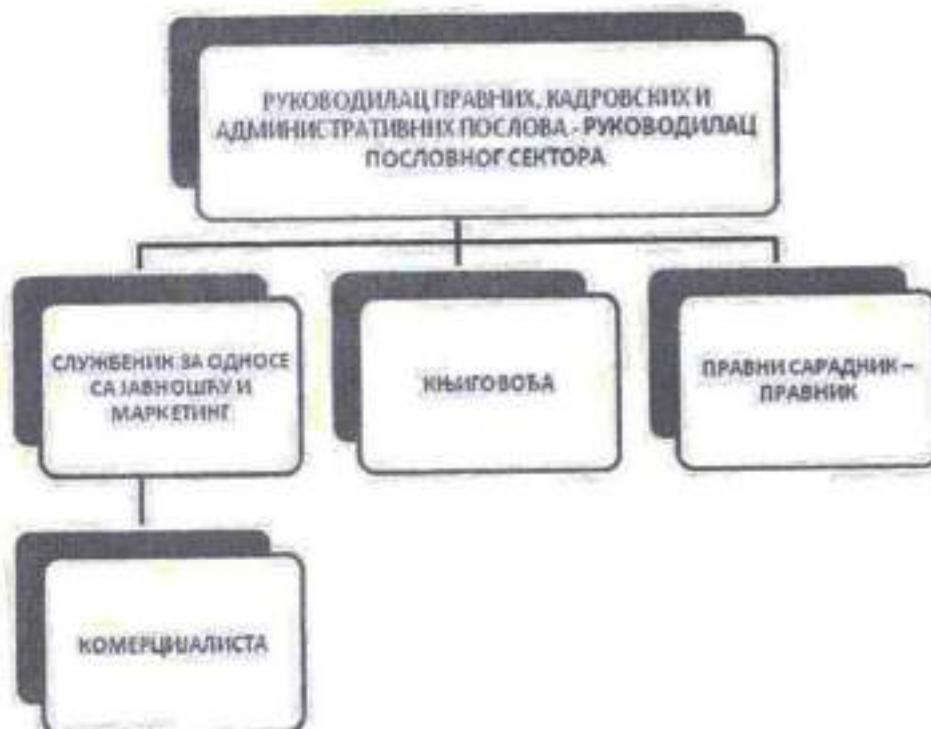 РУКОВОДИЛАЦ ПРАВНИХ, КАДРОВСКИХ И
АДМИНИСТРАТИВНИХ ПОСЛОВА - РУКОВОДИЛАЦ
ПОСЛОВНОГ СЕКТОРА
СЛУЖБЕНИК ЗА ОДНОСЕ
СА ЈАВНОШЋУ И
МАРКЕТИНГ
КЊИГОВОЂА
ПРАВНИ САРАДНИК –
ПРАВНИК
КОМЕРЦИЈАЛИСТА